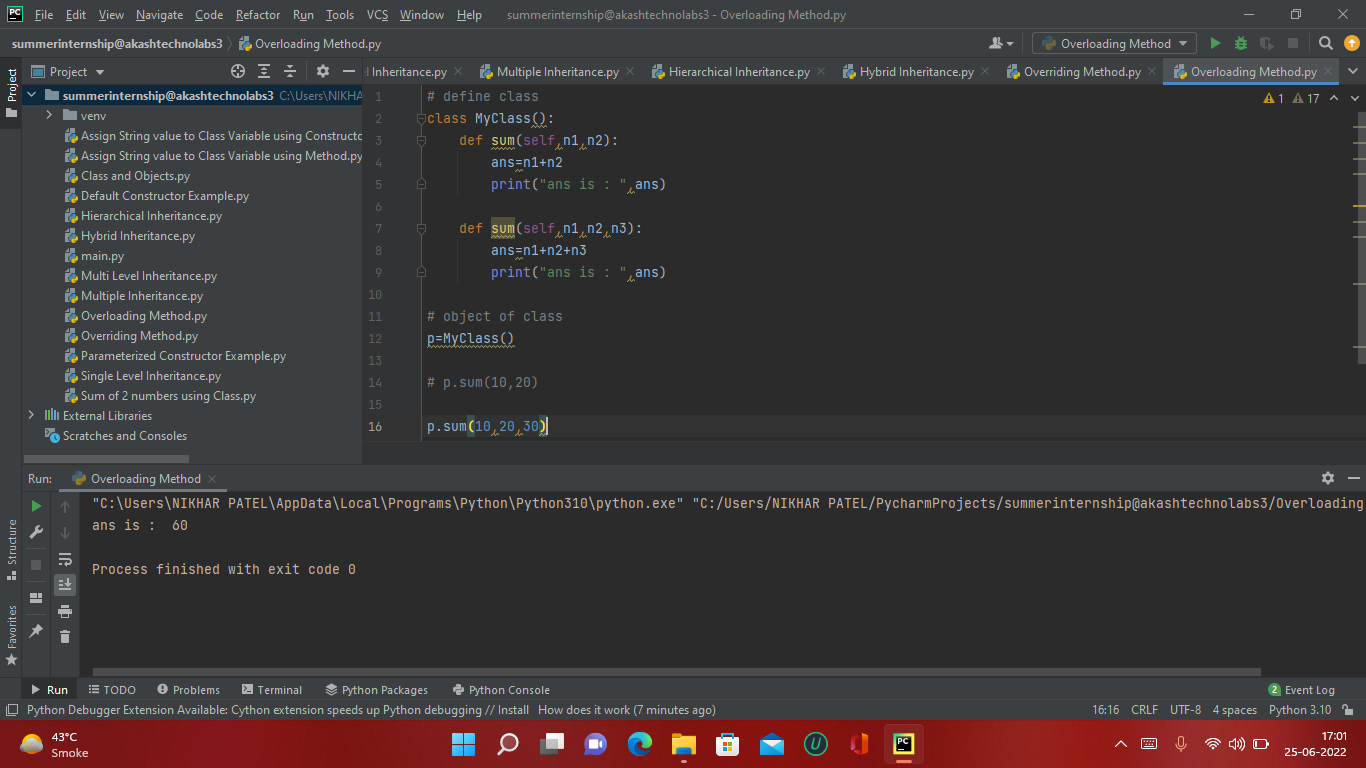 PC File Edit View Navigate Code Refactor Run Tools VCS Window Help summerinternship@akashtechnolabs3 - Overloading Method.py
summerinternship@akashtechnolabs3 Overloading Method.py Overloading Method
Project
Project
l Inheritance.py Multiple Inheritance.py Hierarchical Inheritance.py Hybrid Inheritance.py Overriding Method.py Overloading Method.py
summerinternship@akashtechnolabs3 C:\Users\NIKHA
venv
Assign String value to Class Variable using Constructo
Assign String value to Class Variable using Method.py
Class and Objects.py
Default Constructor Example.py
Hierarchical Inheritance.py
Hybrid Inheritance.py
main.py
Multi Level Inheritance.py
Multiple Inheritance.py
Overloading Method.py
Overriding Method.py
Parameterized Constructor Example.py
Single Level Inheritance.py
Sum of 2 numbers using Class.py
External Libraries
Scratches and Consoles
1 17
1 # define class
2 class MyClass():
3 def sum(self,n1,n2):
4 ans=n1+n2
5 print("ans is : ",ans)
6
7 def sum(self,n1,n2,n3):
8 ans=n1+n2+n3
9 print("ans is : ",ans)
10
11 # object of class
12 p=MyClass()
13
14 # p.sum(10,20)
15
16 p.sum(10,20,30)
Run: Overloading Method
"C:\Users\NIKHAR PATEL\AppData\Local\Programs\Python\Python310\python.exe" "C:/Users/NIKHAR PATEL/PycharmProjects/summerinternship@akashtechnolabs3/Overloading
ans is :  60
Process finished with exit code 0
Structure
Favorites
Run TODO Problems Terminal Python Packages Python Console 2 Event Log
Python Debugger Extension Available: Cython extension speeds up Python debugging // Install How does it work (7 minutes ago) 16:16 CRLF UTF-8 4 spaces Python 3.10
43°C
Smoke
U
PC
17:01
25-06-2022